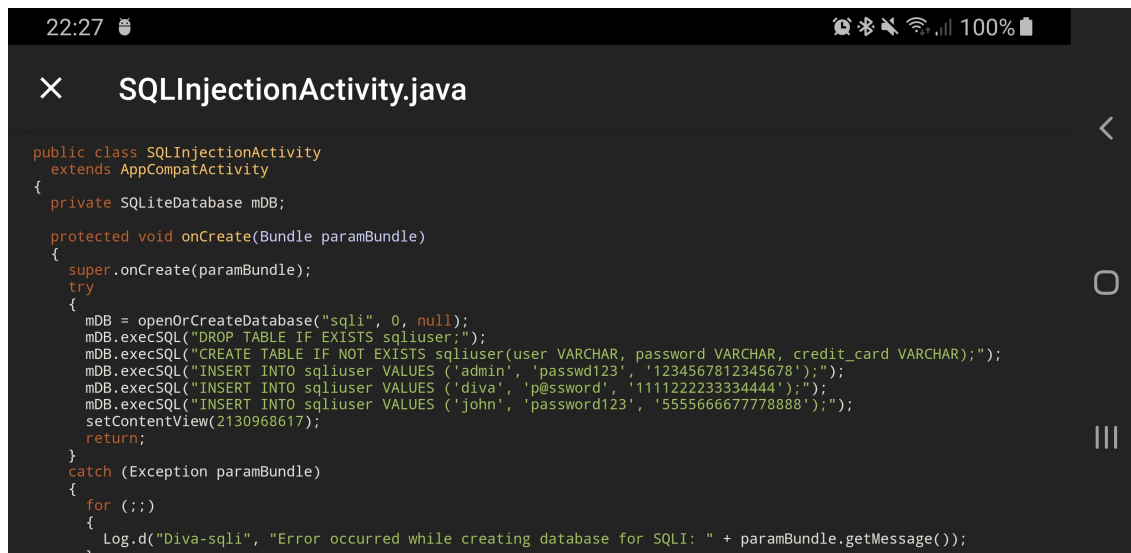 22:27 100%
SQLInjectionActivity.java
public class SQLInjectionActivity
  extends AppCompatActivity
{
  private SQLiteDatabase mDB;

  protected void onCreate(Bundle paramBundle)
  {
    super.onCreate(paramBundle);
    try
    {
      mDB = openOrCreateDatabase("sqli", 0, null);
      mDB.execSQL("DROP TABLE IF EXISTS sqliuser;");
      mDB.execSQL("CREATE TABLE IF NOT EXISTS sqliuser(user VARCHAR, password VARCHAR, credit_card VARCHAR);");
      mDB.execSQL("INSERT INTO sqliuser VALUES ('admin', 'passwd123', '1234567812345678');");
      mDB.execSQL("INSERT INTO sqliuser VALUES ('diva', 'p@ssword', '1111222233334444');");
      mDB.execSQL("INSERT INTO sqliuser VALUES ('john', 'password123', '5555666677778888');");
      setContentView(2130968617);
      return;
    }
    catch (Exception paramBundle)
    {
      for (;;)
      {
        Log.d("Diva-sqli", "Error occurred while creating database for SQLI: " + paramBundle.getMessage());
      }